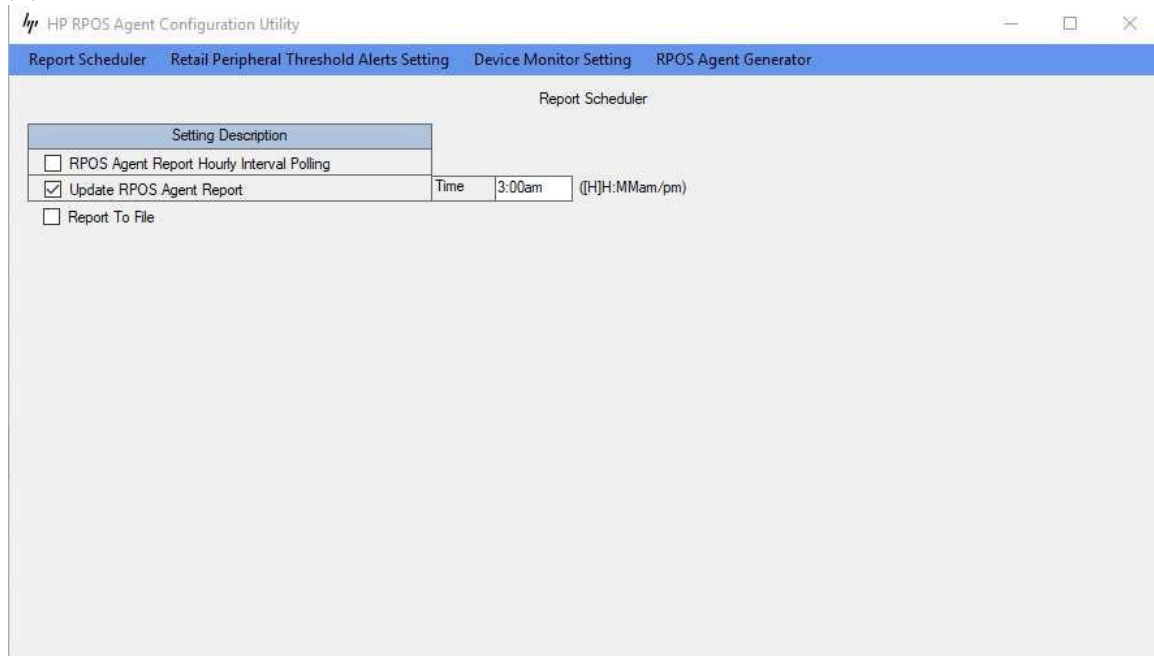 hp HP RPOS Agent Configuration Utility
Report Scheduler Retail Peripheral Threshold Alerts Setting Device Monitor Setting RPOS Agent Generator
Report Scheduler
Setting Description
RPOS Agent Report Hourly Interval Polling
Update RPOS Agent Report Time 3:00am ([H]H:MMam/pm)
Report To File